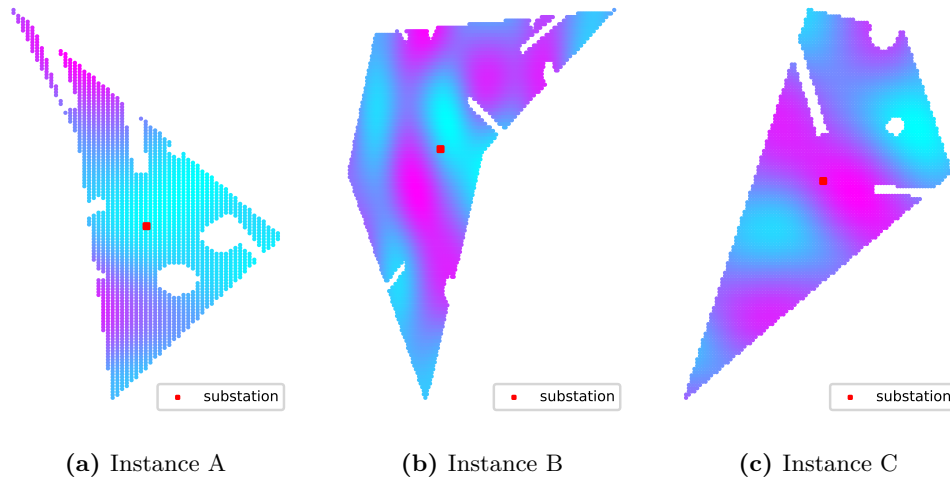 substation
substation
substation
(a) Instance A
(b) Instance B
(c) Instance C